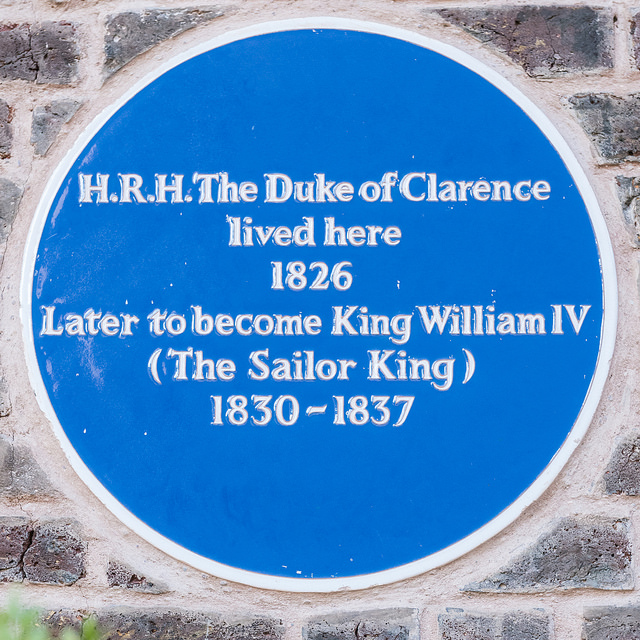 H.R.H. The Duke of Clarence
lived here
1826
Later to become King William IV
(The Sailor King)
1830-1837